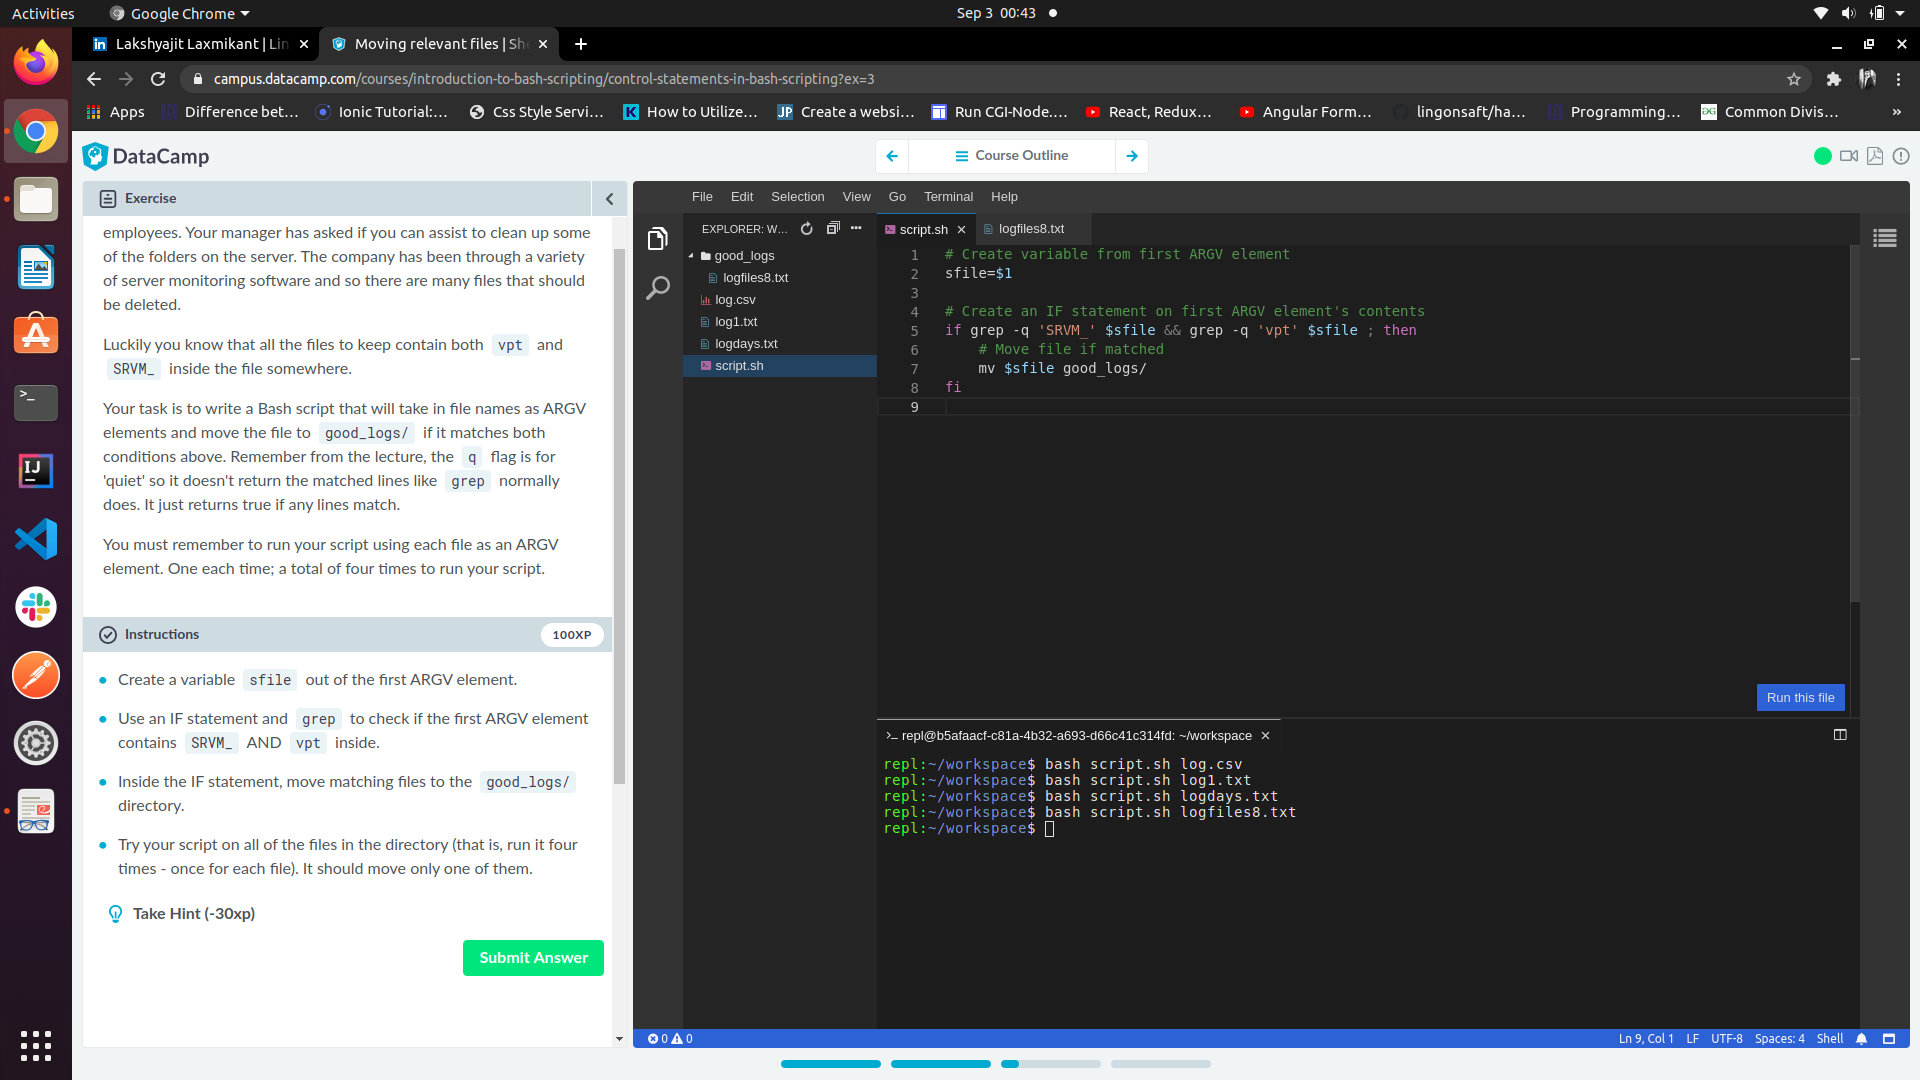 Activities
Google Chrome
Sep 3 00:43
Lakshyajit Laxmikant | Lin
Moving relevant files | She
campus.datacamp.com/courses/introduction-to-bash-scripting/control-statements-in-bash-scripting?ex=3
Apps
Difference bet...
Ionic Tutorial:...
Css Style Servi...
How to Utilize...
JP
Create a websi...
Run CGI-Node....
React, Redux...
Angular Form...
lingonsaft/ha...
Programming...
Common Divis...
»
DataCamp
Course Outline
Exercise
employees. Your manager has asked if you can assist to clean up some
of the folders on the server. The company has been through a variety
of server monitoring software and so there are many files that should
be deleted.
Luckily you know that all the files to keep contain both vpt and
SRVM_ inside the file somewhere.
Your task is to write a Bash script that will take in file names as ARGV
elements and move the file to good_logs/ if it matches both
conditions above. Remember from the lecture, the q flag is for
'quiet' so it doesn't return the matched lines like grep normally
does. It just returns true if any lines match.
You must remember to run your script using each file as an ARGV
element. One each time; a total of four times to run your script.
Instructions
100XP
Create a variable sfile out of the first ARGV element.
Use an IF statement and grep to check if the first ARGV element
contains SRVM_ AND vpt inside.
Inside the IF statement, move matching files to the good_logs/
directory.
Try your script on all of the files in the directory (that is, run it four
times - once for each file). It should move only one of them.
Take Hint (-30xp)
Submit Answer
File Edit Selection View Go Terminal Help
EXPLORER: W...
good_logs
logfiles8.txt
log.csv
log1.txt
logdays.txt
script.sh
script.sh
logfiles8.txt
1 # Create variable from first ARGV element
2 sfile=$1
3
4 # Create an IF statement on first ARGV element's contents
5 if grep -q 'SRVM_' $sfile && grep -q 'vpt' $sfile ; then
6 # Move file if matched
7 mv $sfile good_logs/
8 fi
9
Run this file
>_ repl@b5afaacf-c81a-4b32-a693-d66c41c314fd: ~/workspace
repl:~/workspace$ bash script.sh log.csv
repl:~/workspace$ bash script.sh log1.txt
repl:~/workspace$ bash script.sh logdays.txt
repl:~/workspace$ bash script.sh logfiles8.txt
repl:~/workspace$
0 0
Ln 9, Col 1 LF UTF-8 Spaces: 4 Shell